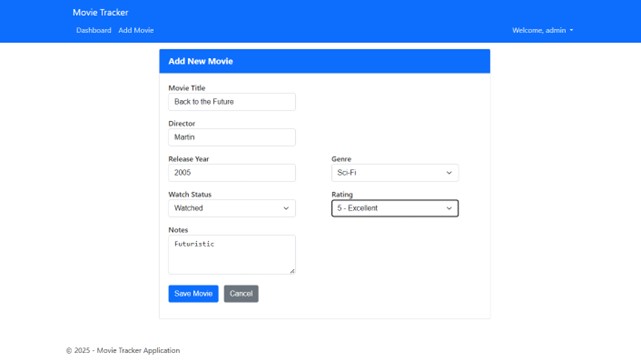 Movie Tracker
Dashboard Add Movie Welcome, admin
Add New Movie
Movie Title
Back to the Future
Director
Martin
Release Year Genre
2005 Sci-Fi
Watch Status Rating
Watched 5 - Excellent
Notes
Futuristic
Save Movie Cancel
© 2025 - Movie Tracker Application